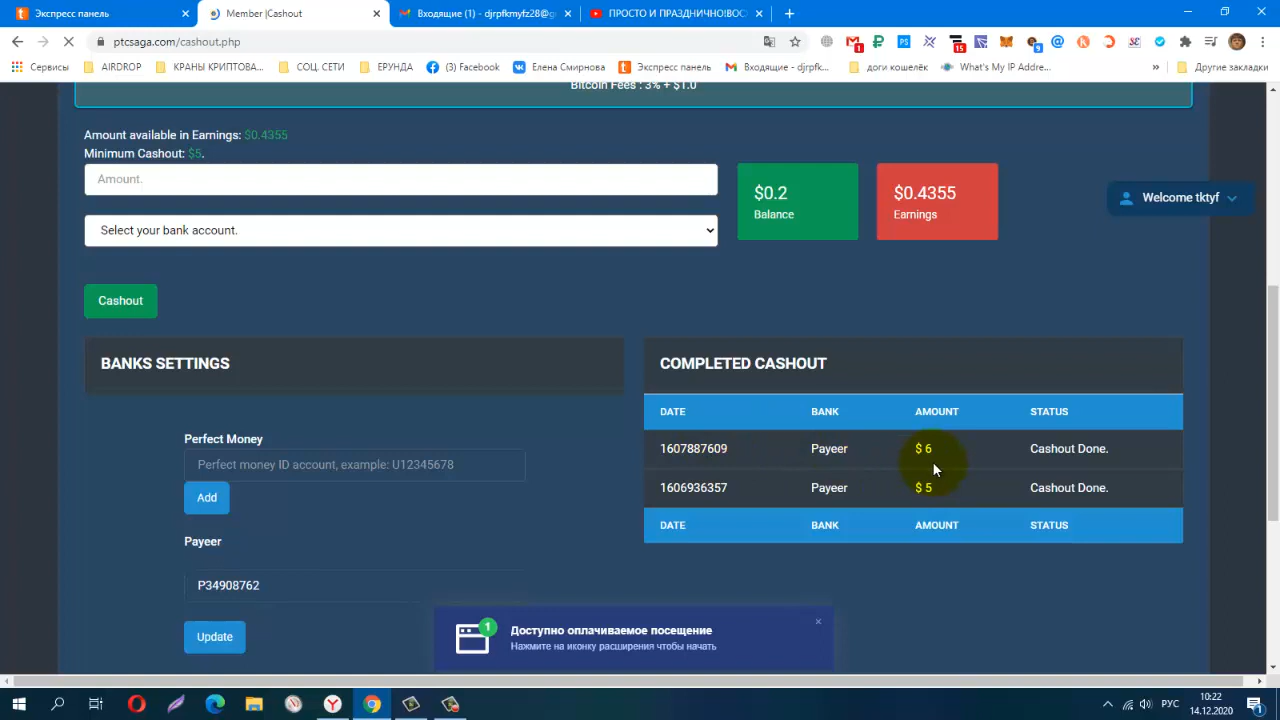 Экспресс панель
Member |Cashout
Входящие (1) - djrpfkmyfz28@g
ПРОСТО И ПРАЗДНИЧНО!ВОС
ptcsaga.com/cashout.php
1
15
9
Сервисы
AIRDROP
КРАНЫ КРИПТОВА...
СОЦ. СЕТИ
ЕРУНДА
(3) Facebook
Елена Смирнова
Экспресс панель
Входящие - djrpfk...
доги кошелёк
What's My IP Addre...
»
Другие закладки
Bitcoin Fees : 3% + $1.0
Amount available in Earnings: $0.4355
Minimum Cashout: $5.
Amount.
Select your bank account.
$0.2
Balance
$0.4355
Earnings
Welcome tktyf
Cashout
BANKS SETTINGS
Perfect Money
Perfect money ID account, example: U12345678
Add
Payeer
P34908762
Update
COMPLETED CASHOUT
DATE BANK AMOUNT STATUS
1607887609 Payeer $ 6 Cashout Done.
1606936357 Payeer $ 5 Cashout Done.
DATE BANK AMOUNT STATUS
1
Доступно оплачиваемое посещение
Нажмите на иконку расширения чтобы начать
РУС
10:22
14.12.2020
1